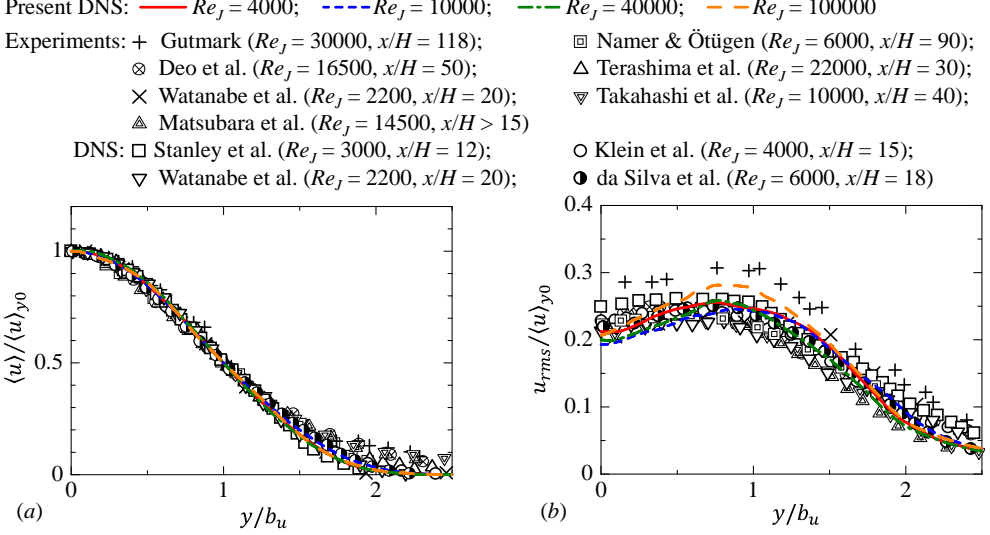 Present DNS: Re_J = 4000; Re_J = 10000; Re_J = 40000; Re_J = 100000
Experiments: + Gutmark (Re_J = 30000, x/H = 118); Namer & Ötügen (Re_J = 6000, x/H = 90);
Deo et al. (Re_J = 16500, x/H = 50); Terashima et al. (Re_J = 22000, x/H = 30);
Watanabe et al. (Re_J = 2200, x/H = 20); Takahashi et al. (Re_J = 10000, x/H = 40);
Matsubara et al. (Re_J = 14500, x/H > 15)
DNS: Stanley et al. (Re_J = 3000, x/H = 12); Klein et al. (Re_J = 4000, x/H = 15);
Watanabe et al. (Re_J = 2200, x/H = 20); da Silva et al. (Re_J = 6000, x/H = 18)
⟨u⟩/⟨u⟩_y0
1
0.5
0
0 1 2
(a) y/b_u
u_rms/⟨u⟩_y0
0.4
0.3
0.2
0.1
0
0 1 2
(b) y/b_u